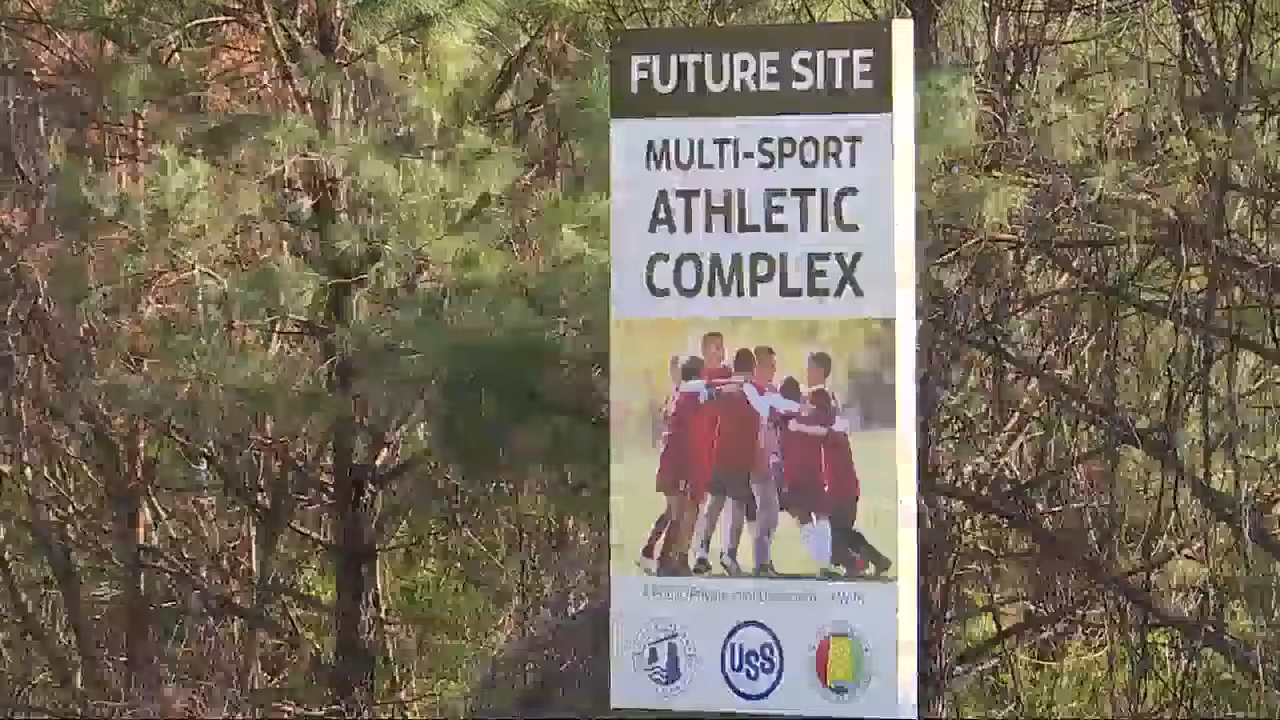 FUTURE SITE
MULTI-SPORT
ATHLETIC
COMPLEX
USS